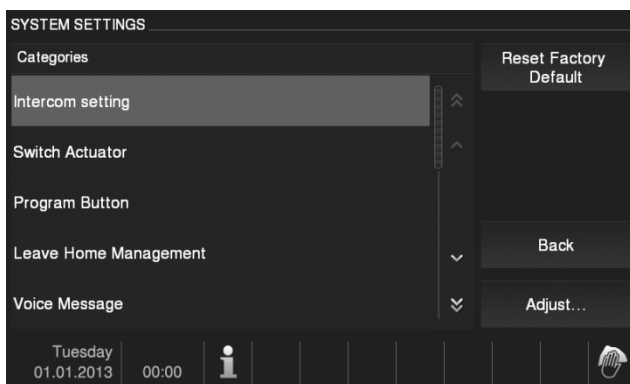 SYSTEM SETTINGS
Categories
Reset Factory
Default
Intercom setting
Switch Actuator
Program Button
Leave Home Management
Back
Voice Message
Adjust...
Tuesday
01.01.2013
00:00